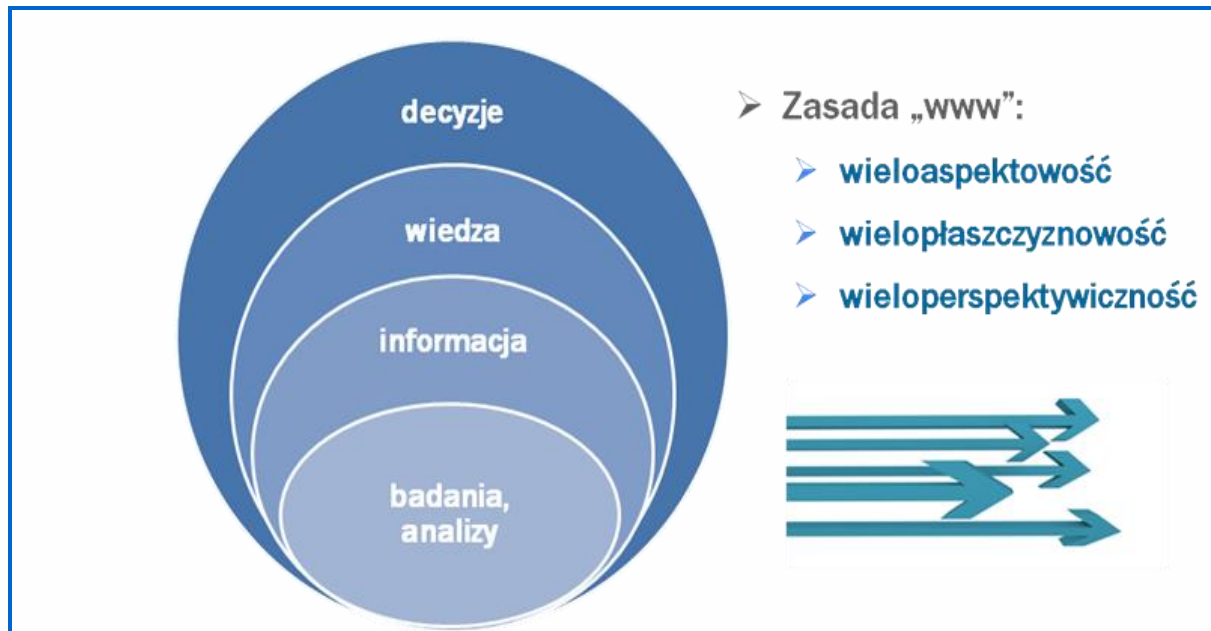 decyzje
wiedza
informacja
badania,
analizy
Zasada „www”:
wieloaspektowość
wielopłaszczyznowość
wieloperspektywiczność